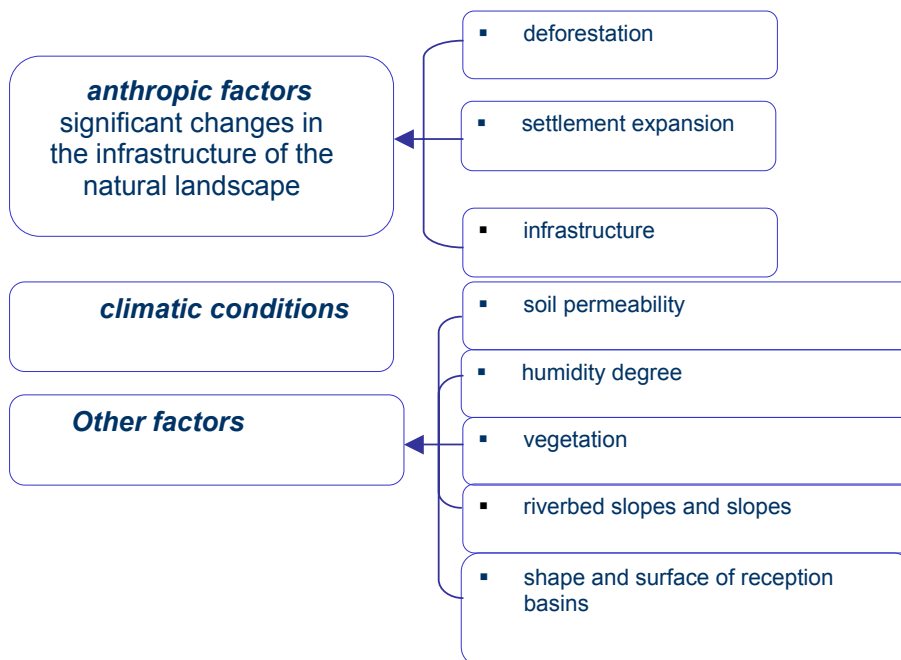 anthropic factors
significant changes in
the infrastructure of the
natural landscape
▪ deforestation
▪ settlement expansion
▪ infrastructure
climatic conditions
Other factors
▪ soil permeability
▪ humidity degree
▪ vegetation
▪ riverbed slopes and slopes
▪ shape and surface of reception
basins